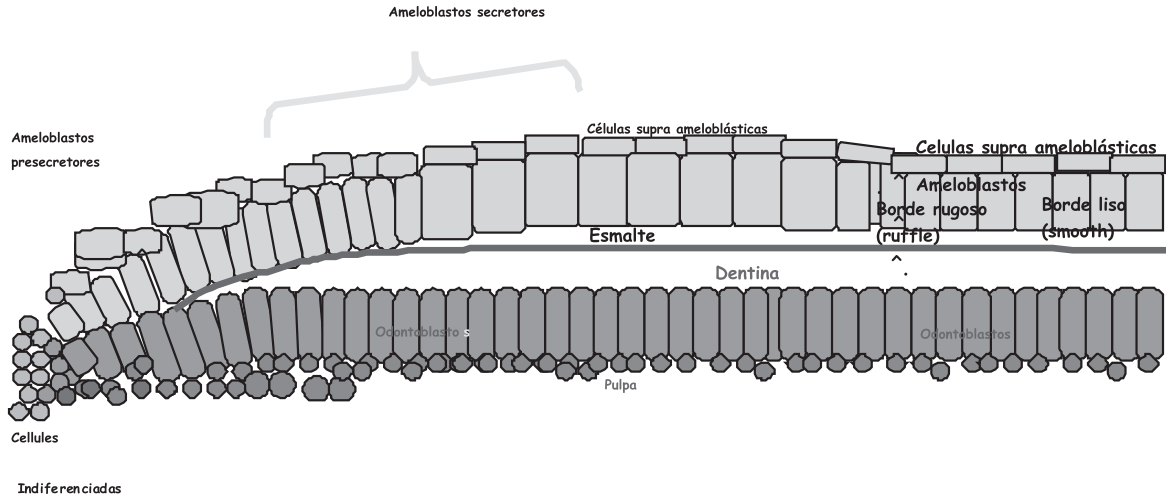 Ameloblastos secretores
Ameloblastos
presecretores
Células supra ameloblásticas
Celulas supra ameloblásticas
Ameloblastos
Borde rugoso
(ruffle)
Borde liso
(smooth)
Esmalte
Dentina
Odontoblasto s
Odontoblastos
Pulpa
Cellules
Indiferenciadas